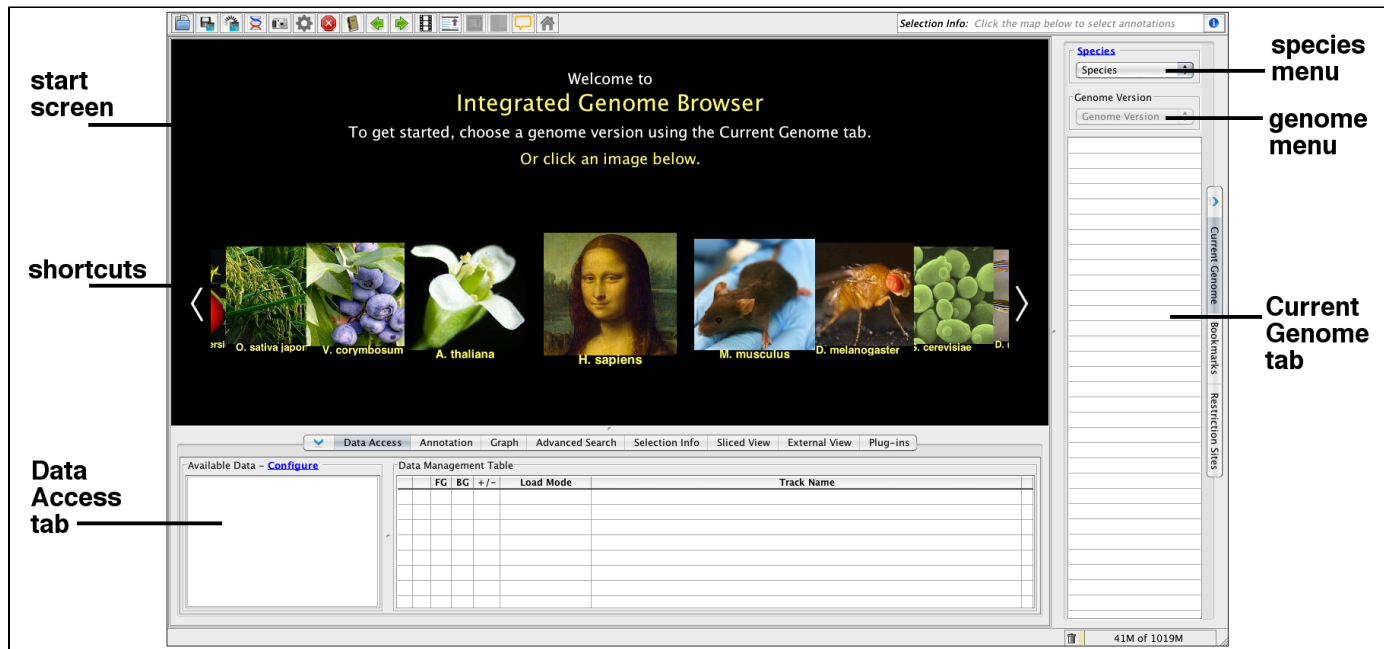 start
screen
shortcuts
Data
Access
tab
species
menu
genome
menu
Current
Genome
tab
Selection Info: Click the map below to select annotations
Welcome to
Integrated Genome Browser
To get started, choose a genome version using the Current Genome tab.
Or click an image below.
ersi
O. sativa japor
V. corymbosum
A. thaliana
H. sapiens
M. musculus
D. melanogaster
S. cerevisiae
D.
Species
Species
Genome Version
Genome Version
Current Genome
Bookmarks
Restriction Sites
Data Access Annotation Graph Advanced Search Selection Info Sliced View External View Plug-ins
Available Data – Configure
Data Management Table
FG BG +/- Load Mode Track Name
41M of 1019M